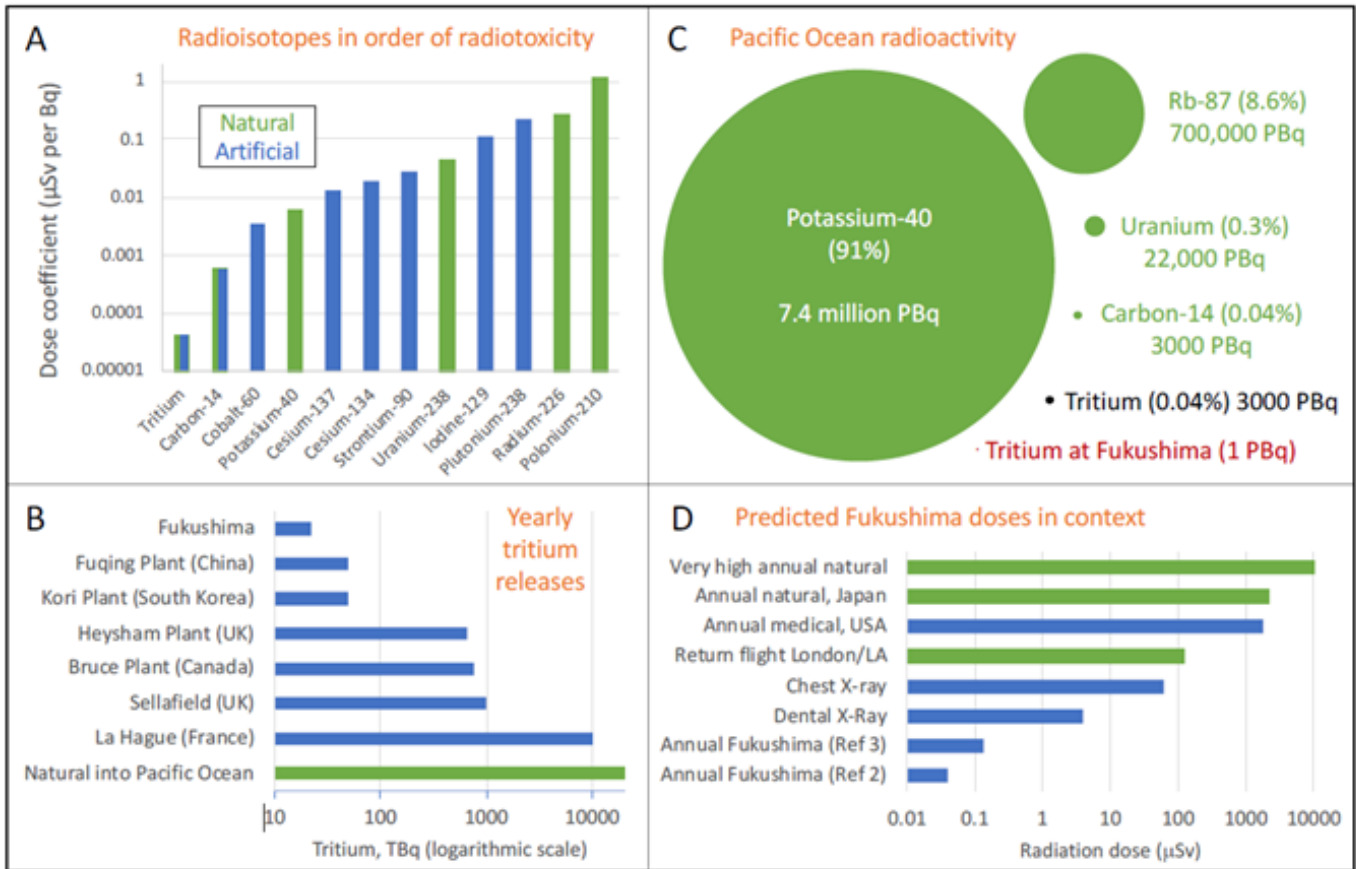 A
Radioisotopes in order of radiotoxicity
Dose coefficient (µSv per Bq)
1
0.1
0.01
0.001
0.0001
0.00001
Natural
Artificial
Tritium
Carbon-14
Cobalt-60
Potassium-40
Cesium-137
Cesium-134
Strontium-90
Uranium-238
Iodine-129
Plutonium-238
Radium-226
Polonium-210
C
Pacific Ocean radioactivity
Potassium-40
(91%)
7.4 million PBq
Rb-87 (8.6%)
700,000 PBq
Uranium (0.3%)
22,000 PBq
Carbon-14 (0.04%)
3000 PBq
Tritium (0.04%) 3000 PBq
Tritium at Fukushima (1 PBq)
B
Yearly
tritium
releases
Fukushima
Fuqing Plant (China)
Kori Plant (South Korea)
Heysham Plant (UK)
Bruce Plant (Canada)
Sellafield (UK)
La Hague (France)
Natural into Pacific Ocean
10 100 1000 10000
Tritium, TBq (logarithmic scale)
D
Predicted Fukushima doses in context
Very high annual natural
Annual natural, Japan
Annual medical, USA
Return flight London/LA
Chest X-ray
Dental X-Ray
Annual Fukushima (Ref 3)
Annual Fukushima (Ref 2)
0.01 0.1 1 10 100 1000 10000
Radiation dose (µSv)